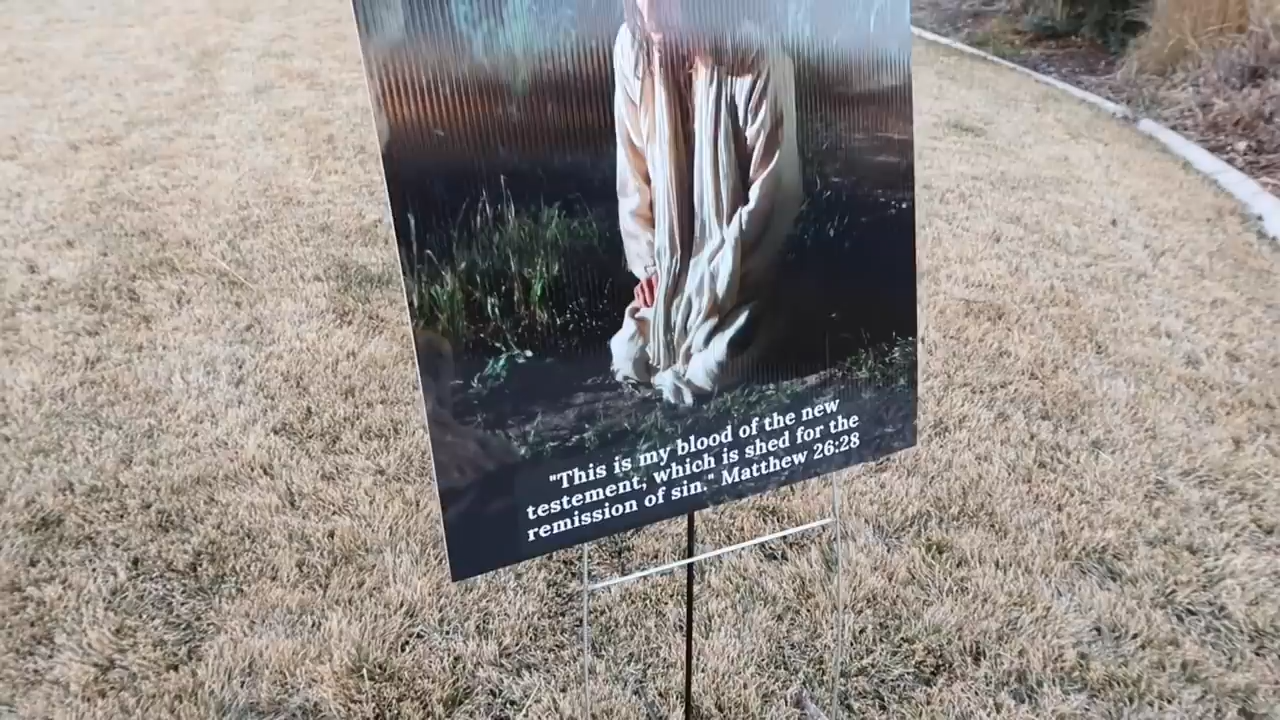 "This is my blood of the new
testement, which is shed for the
remission of sin." Matthew 26:28